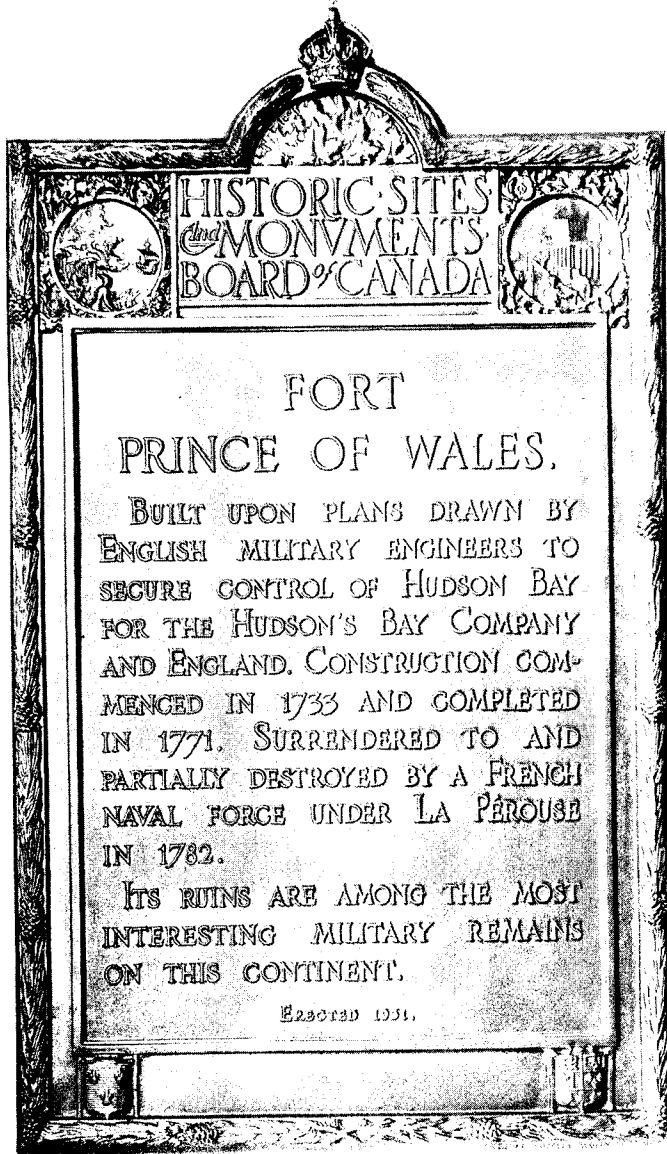 HISTORIC·SITES
and MONVMENTS·
BOARD of CANADA
FORT
PRINCE OF WALES.
BUILT UPON PLANS DRAWN BY
ENGLISH MILITARY ENGINEERS TO
SECURE CONTROL OF HUDSON BAY
FOR THE HUDSON'S BAY COMPANY
AND ENGLAND. CONSTRUCTION COM-
MENCED IN 1733 AND COMPLETED
IN 1771. SURRENDERED TO AND
PARTIALLY DESTROYED BY A FRENCH
NAVAL FORCE UNDER LA PÉROUSE
IN 1782.
ITS RUINS ARE AMONG THE MOST
INTERESTING MILITARY REMAINS
ON THIS CONTINENT.
ERECTED 1931.